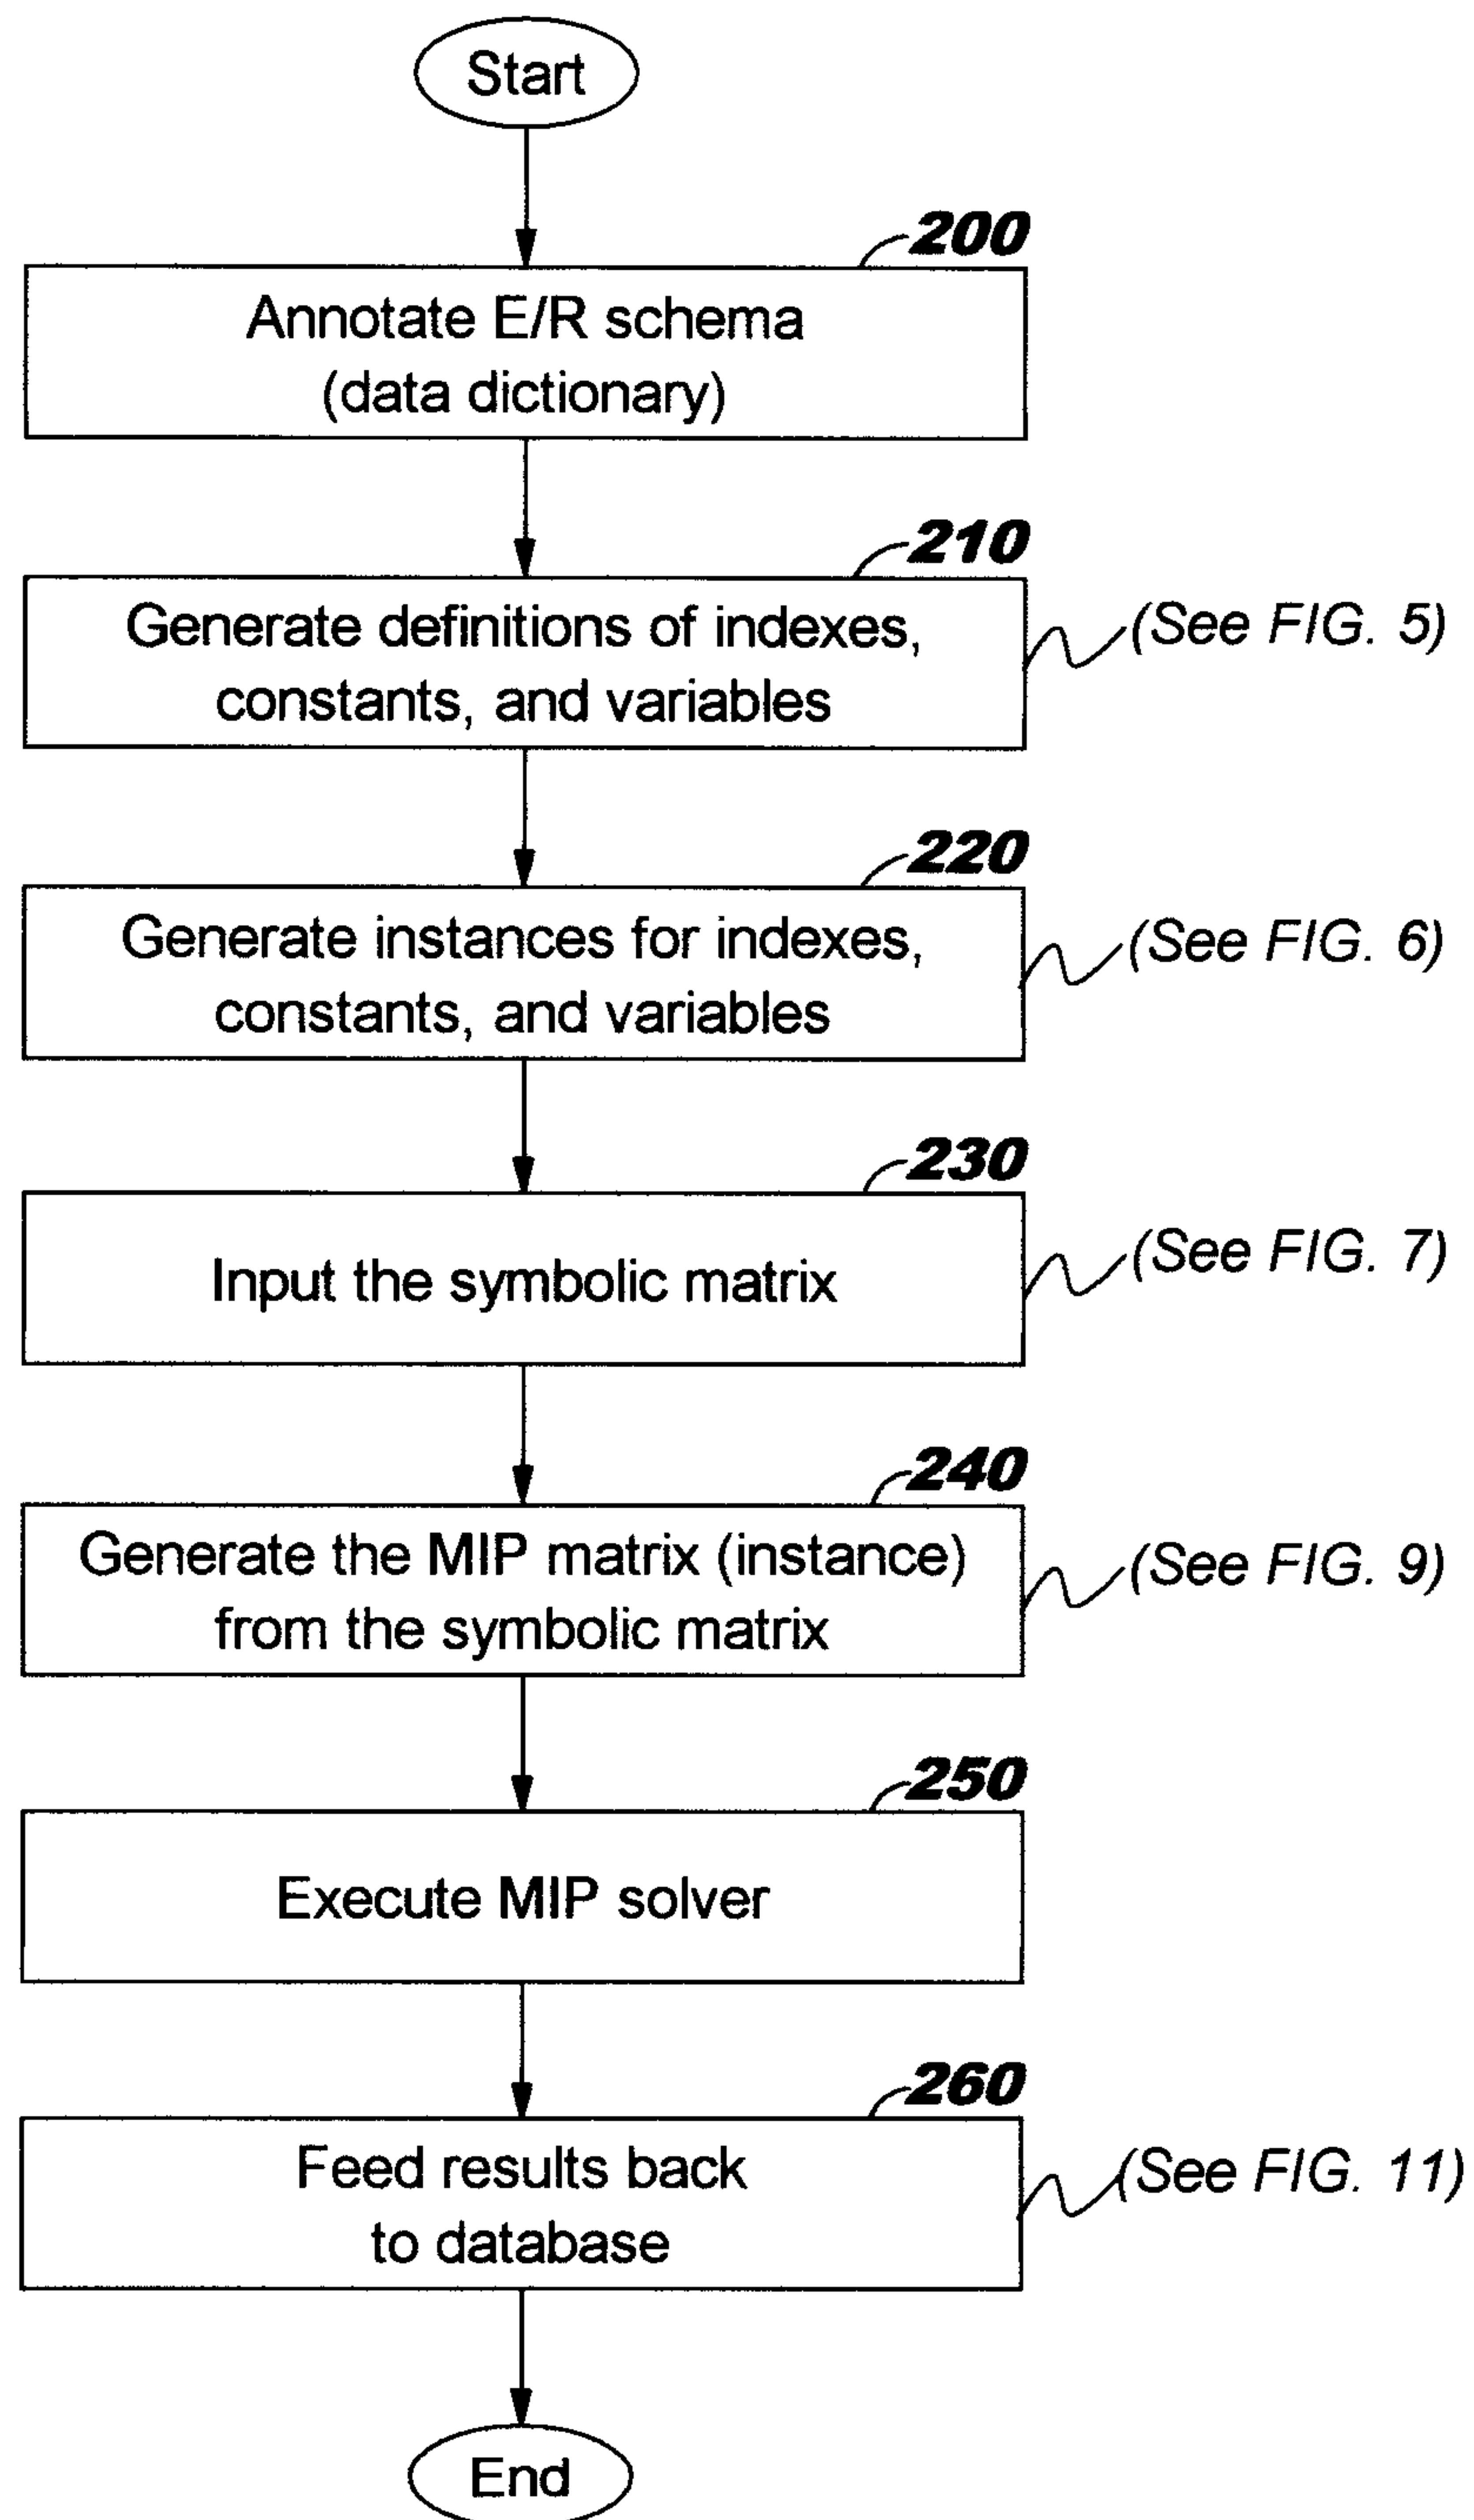 Start
200
Annotate E/R schema
(data dictionary)
210
Generate definitions of indexes,
constants, and variables
(See FIG. 5)
220
Generate instances for indexes,
constants, and variables
(See FIG. 6)
230
Input the symbolic matrix
(See FIG. 7)
240
Generate the MIP matrix (instance)
from the symbolic matrix
(See FIG. 9)
250
Execute MIP solver
260
Feed results back
to database
(See FIG. 11)
End